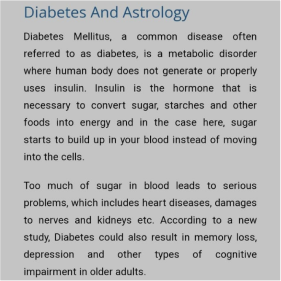 Diabetes And Astrology
Diabetes Mellitus, a common disease often
referred to as diabetes, is a metabolic disorder
where human body does not generate or properly
uses insulin. Insulin is the hormone that is
necessary to convert sugar, starches and other
foods into energy and in the case here, sugar
starts to build up in your blood instead of moving
into the cells.
Too much of sugar in blood leads to serious
problems, which includes heart diseases, damages
to nerves and kidneys etc. According to a new
study, Diabetes could also result in memory loss,
depression and other types of cognitive
impairment in older adults.